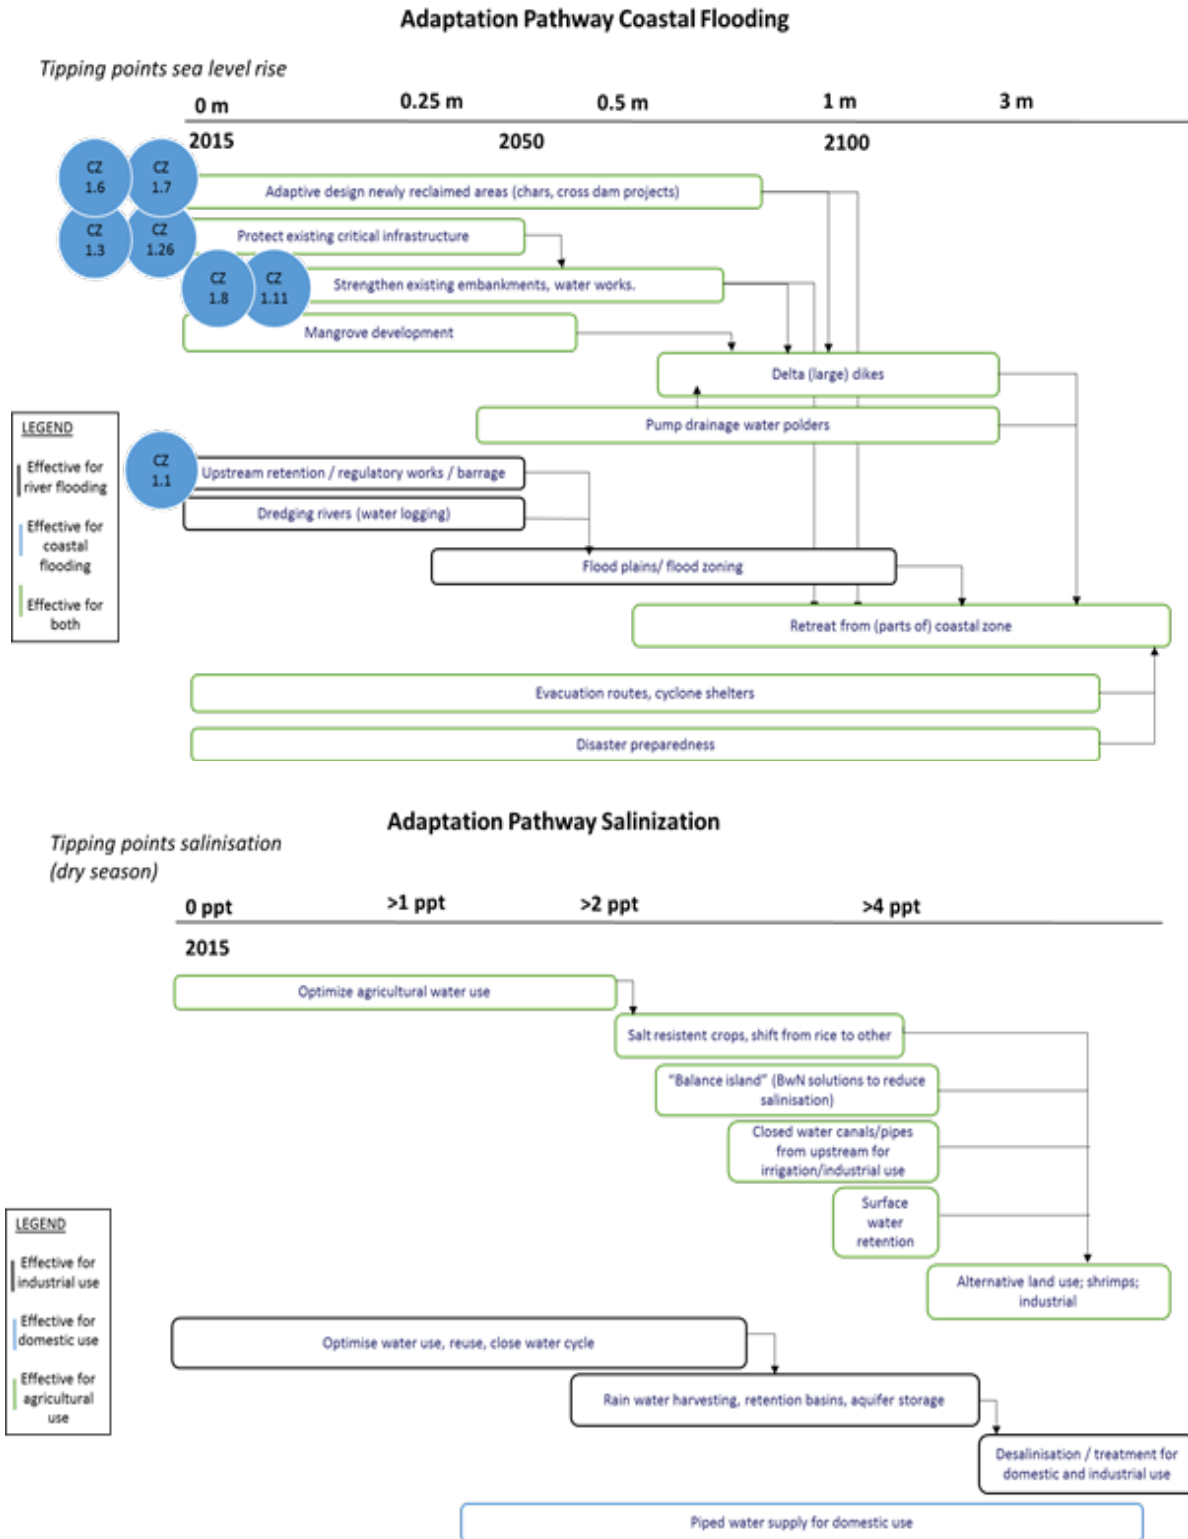 Adaptation Pathway Coastal Flooding
Tipping points sea level rise
0 m
0.25 m
0.5 m
1 m
3 m
2015
2050
2100
CZ
1.6
CZ
1.7
Adaptive design newly reclaimed areas (chars, cross dam projects)
CZ
1.3
CZ
1.26
Protect existing critical infrastructure
CZ
1.8
CZ
1.11
Strengthen existing embankments, water works.
Mangrove development
Delta (large) dikes
Pump drainage water polders
LEGEND
Effective for
river flooding
Effective for
coastal
flooding
Effective for
both
CZ
1.1
Upstream retention / regulatory works / barrage
Dredging rivers (water logging)
Flood plains/ flood zoning
Retreat from (parts of) coastal zone
Evacuation routes, cyclone shelters
Disaster preparedness
Adaptation Pathway Salinization
Tipping points salinisation
(dry season)
0 ppt
>1 ppt
>2 ppt
>4 ppt
2015
Optimize agricultural water use
Salt resistent crops, shift from rice to other
“Balance island” (BwN solutions to reduce
salinisation)
Closed water canals/pipes
from upstream for
irrigation/industrial use
Surface
water
retention
Alternative land use; shrimps;
industrial
LEGEND
Effective for
industrial use
Effective for
domestic use
Effective for
agricultural
use
Optimise water use, reuse, close water cycle
Rain water harvesting, retention basins, aquifer storage
Desalinisation / treatment for
domestic and industrial use
Piped water supply for domestic use